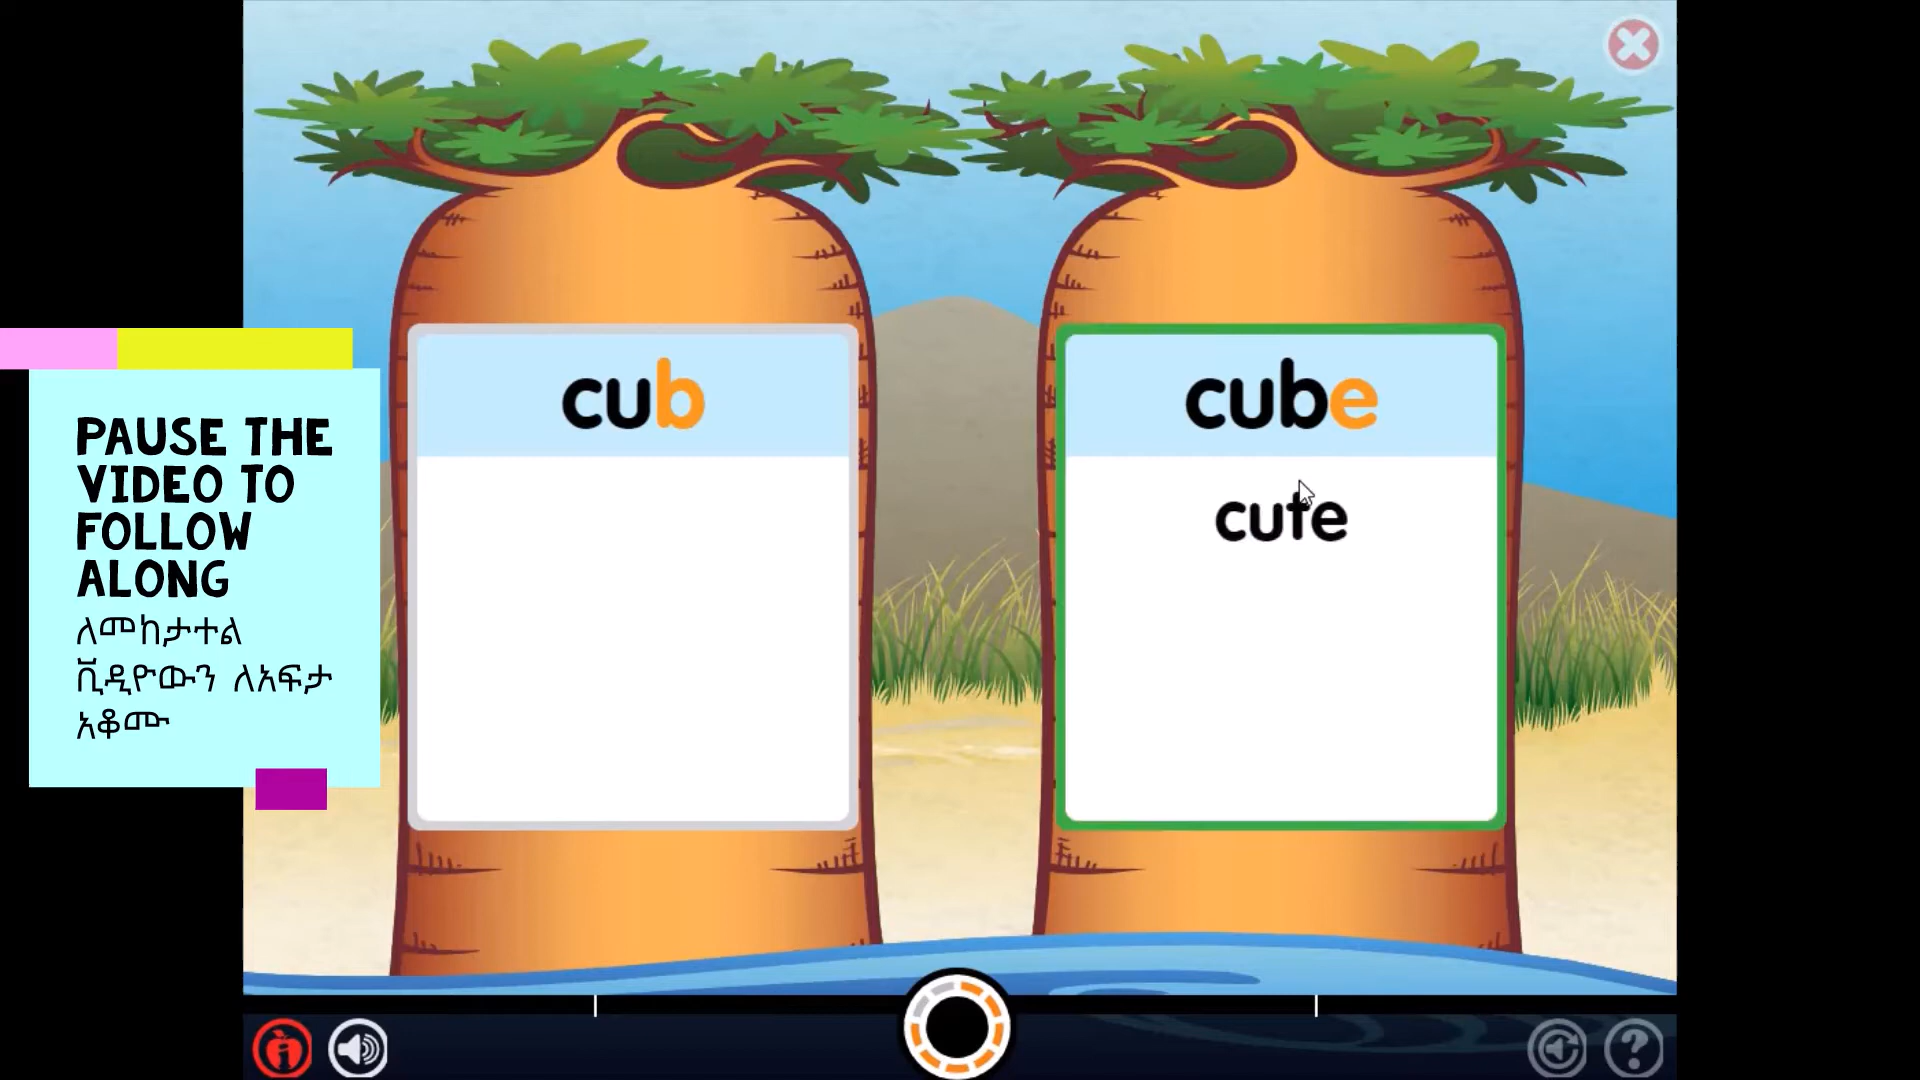 PAUSE THE
VIDEO TO
FOLLOW
ALONG
ለመከታተል
ቪዲዮውን ለአፍታ
አቆሙ
cub
cube
cute